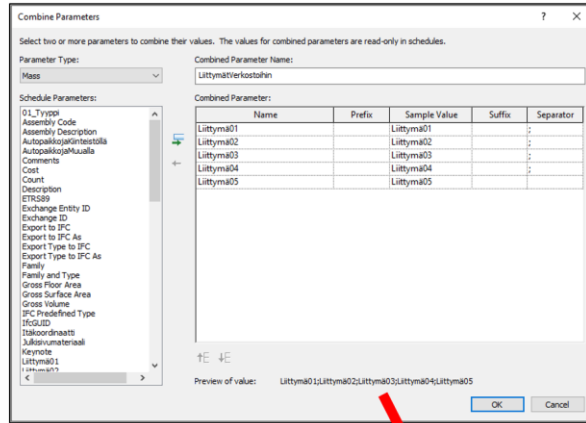 Combine Parameters
?
Select two or more parameters to combine their values. The values for combined parameters are read-only in schedules.
Parameter Type:
Mass
Combined Parameter Name:
LiittymätVerkostoihin
Schedule Parameters:
01_Tyyppi
Assembly Code
Assembly Description
AutopaikkojaKinteistöllä
AutopaikkojaMuualla
Comments
Cost
Count
Description
ETRS89
Exchange Entity ID
Exchange ID
Export to IFC
Export to IFC As
Export Type to IFC
Export Type to IFC As
Family
Family and Type
Gross Floor Area
Gross Surface Area
Gross Volume
IFC Predefined Type
IfcGUID
Itäkoordinaatti
Julkisivumateriaali
Keynote
Liittymä01
Liittymä02
Combined Parameter:
Name Prefix Sample Value Suffix Separator
Liittymä01 Liittymä01 ;
Liittymä02 Liittymä02 ;
Liittymä03 Liittymä03 ;
Liittymä04 Liittymä04 ;
Liittymä05 Liittymä05
Preview of value: Liittymä01;Liittymä02;Liittymä03;Liittymä04;Liittymä05
OK Cancel